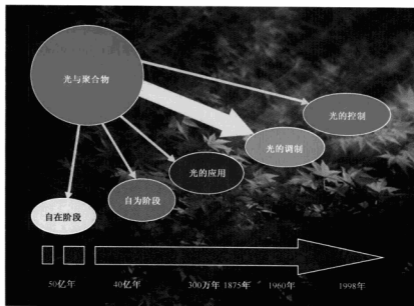 光与聚合物
光的控制
光的调制
光的应用
自为阶段
自在阶段
50亿年 40亿年 300万年 1875年 1960年 1998年